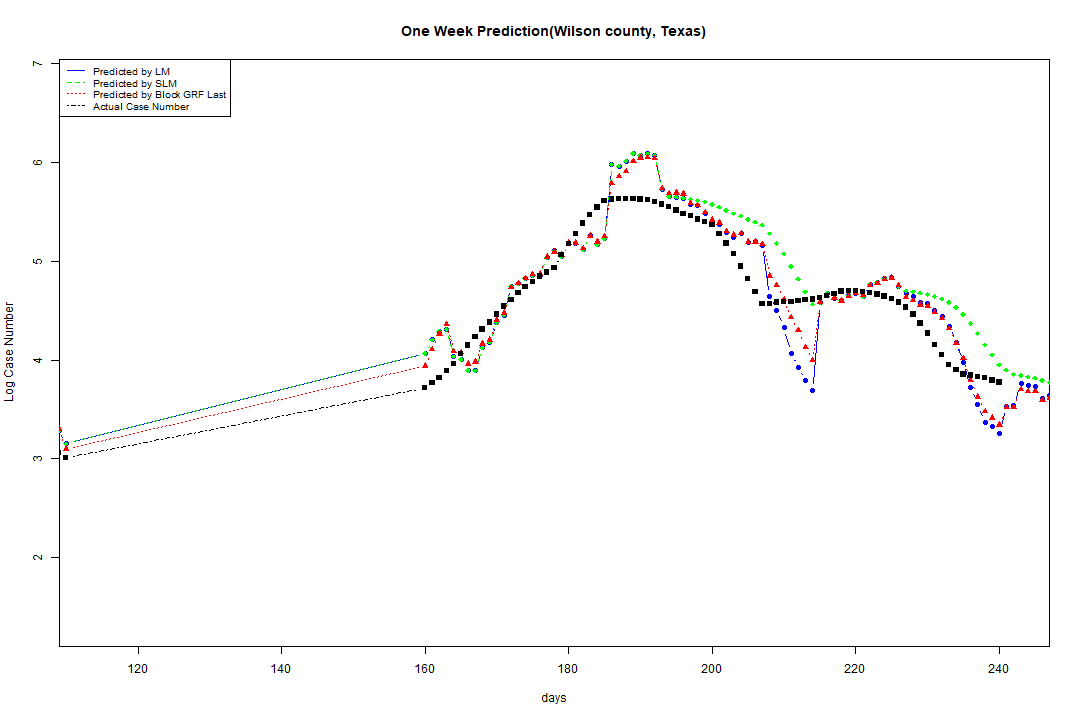 One Week Prediction(Wilson county, Texas)
Predicted by LM
Predicted by SLM
Predicted by Block GRF Last
Actual Case Number
7
6
5
4
3
2
Log Case Number
120 140 160 180 200 220 240
days